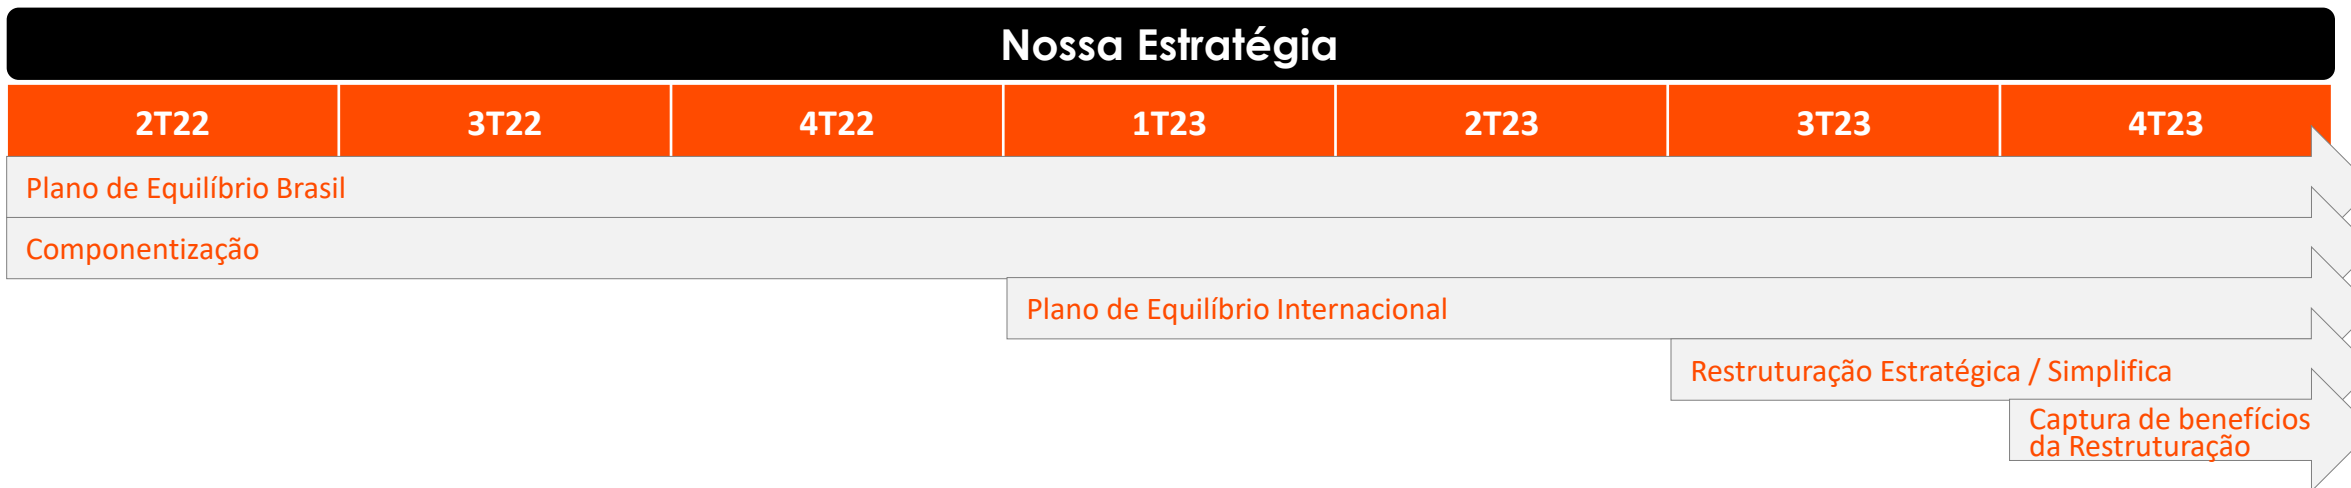 Nossa Estratégia
2T22 3T22 4T22 1T23 2T23 3T23 4T23
Plano de Equilíbrio Brasil
Componentização
Plano de Equilíbrio Internacional
Restruturação Estratégica / Simplifica
Captura de benefícios
da Restruturação